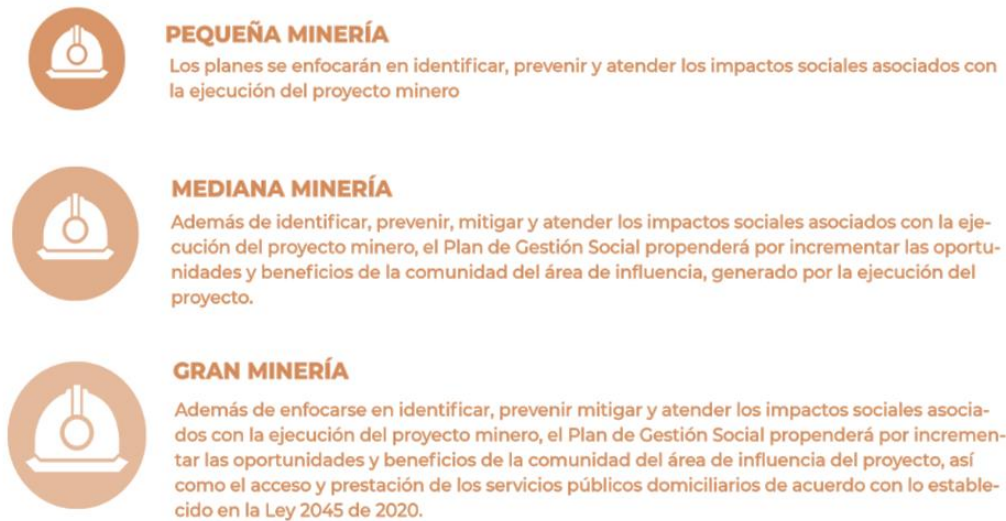 PEQUEÑA MINERÍA
Los planes se enfocarán en identificar, prevenir y atender los impactos sociales asociados con
la ejecución del proyecto minero
MEDIANA MINERÍA
Además de identificar, prevenir, mitigar y atender los impactos sociales asociados con la eje-
cución del proyecto minero, el Plan de Gestión Social propenderá por incrementar las oportu-
nidades y beneficios de la comunidad del área de influencia, generado por la ejecución del
proyecto.
GRAN MINERÍA
Además de enfocarse en identificar, prevenir mitigar y atender los impactos sociales asocia-
dos con la ejecución del proyecto minero, el Plan de Gestión Social propenderá por incremen-
tar las oportunidades y beneficios de la comunidad del área de influencia del proyecto, así
como el acceso y prestación de los servicios públicos domiciliarios de acuerdo con lo estable-
cido en la Ley 2045 de 2020.